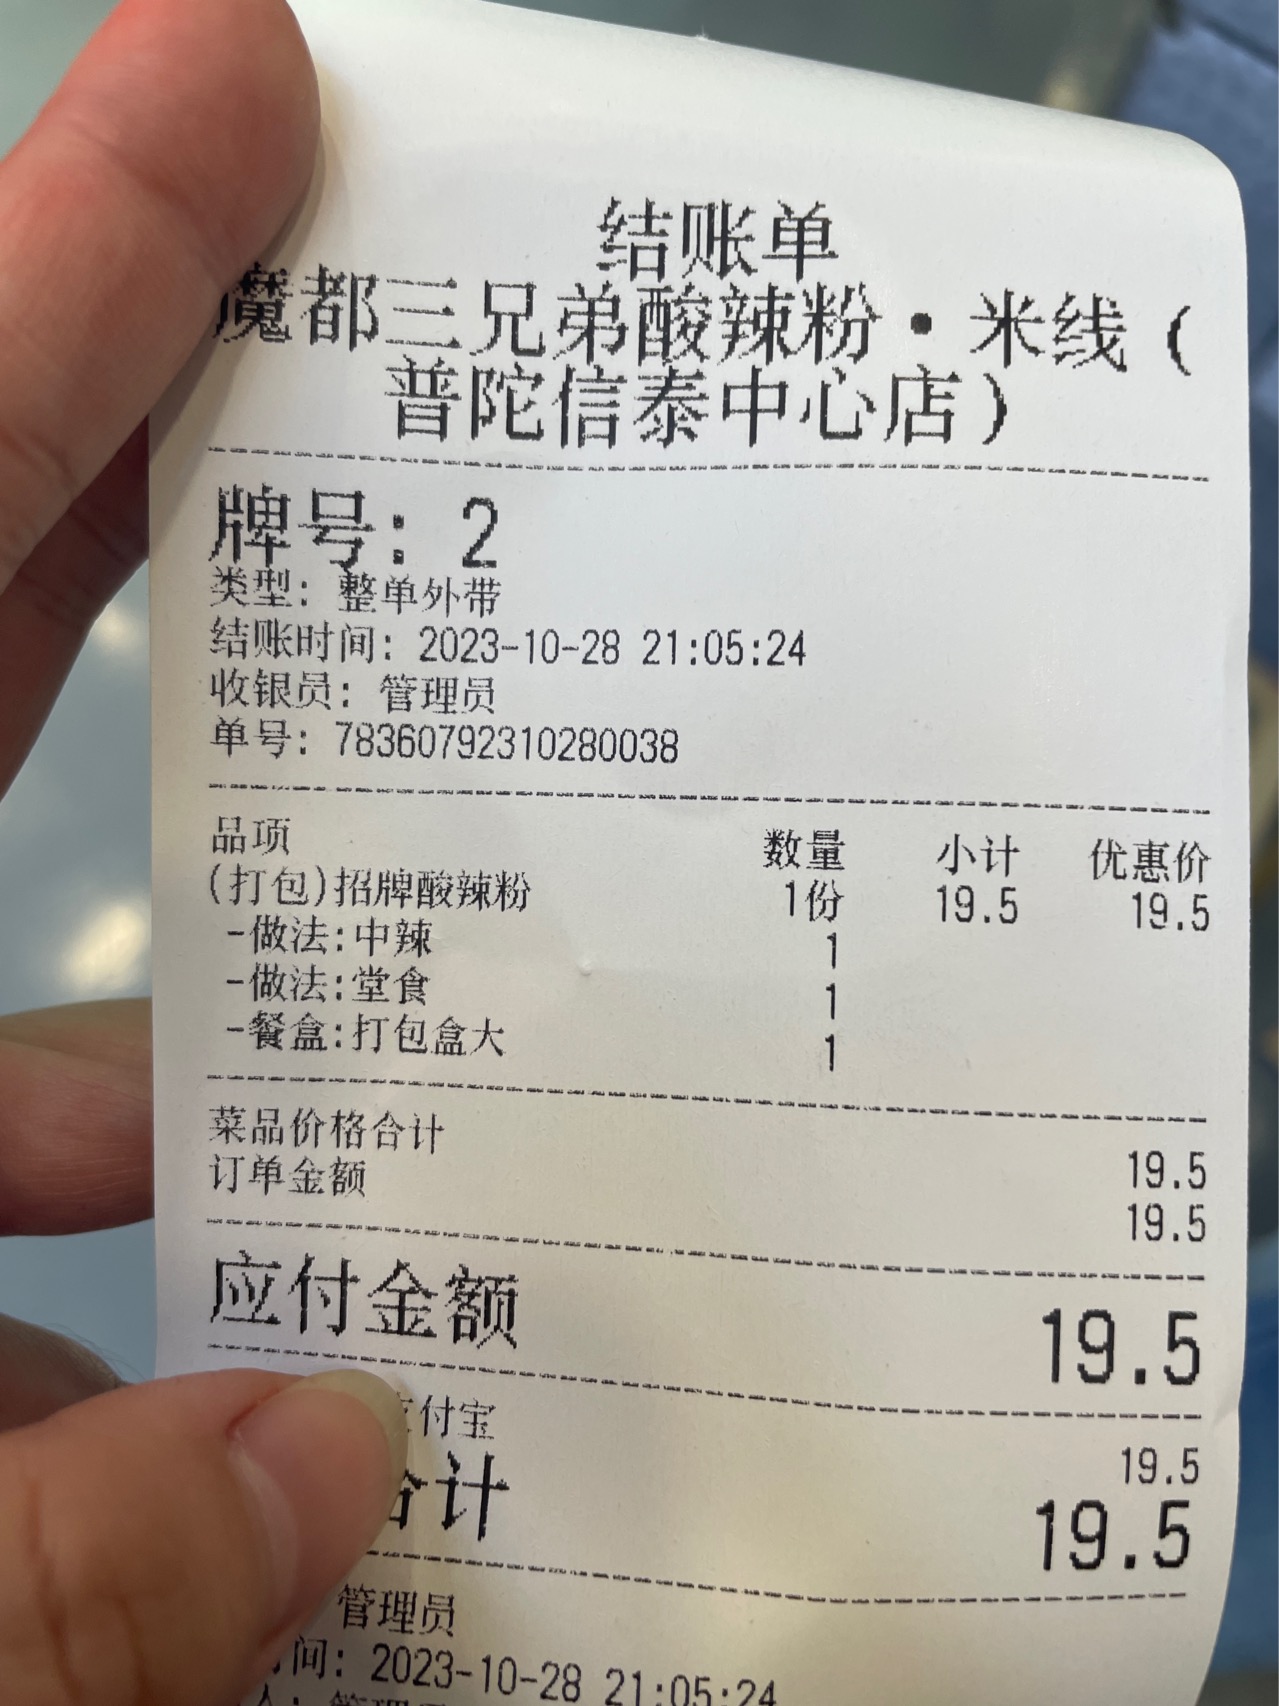 结账单
魔都三兄弟酸辣粉·米线（
普陀信泰中心店）
牌号: 2
类型: 整单外带
结账时间: 2023-10-28 21:05:24
收银员: 管理员
单号: 78360792310280038
品项 数量 小计 优惠价
(打包)招牌酸辣粉 1份 19.5 19.5
-做法:中辣 1
-做法:堂食 1
-餐盒:打包盒大 1
菜品价格合计 19.5
订单金额 19.5
应付金额 19.5
付宝 19.5
合计 19.5
管理员
间: 2023-10-28 21:05:24
人: 管理员